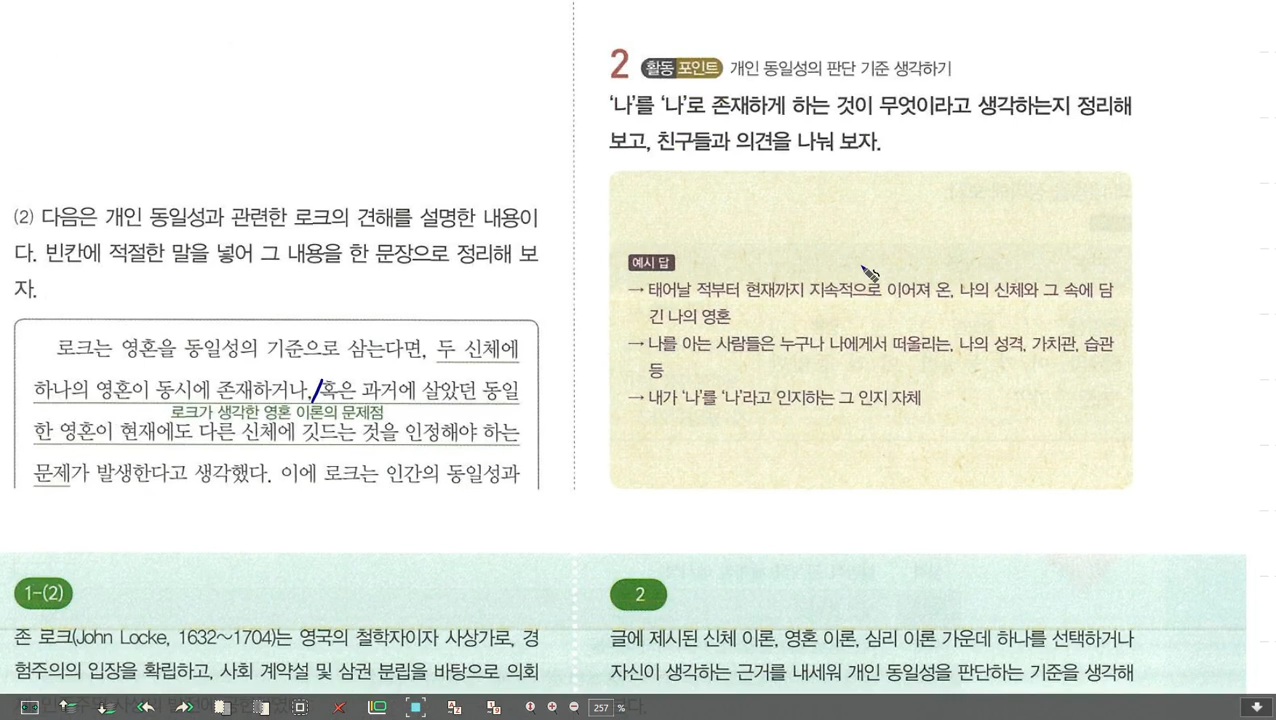 (2) 다음은 개인 동일성과 관련한 로크의 견해를 설명한 내용이
다. 빈칸에 적절한 말을 넣어 그 내용을 한 문장으로 정리해 보
자.
로크는 영혼을 동일성의 기준으로 삼는다면, 두 신체에
하나의 영혼이 동시에 존재하거나, 혹은 과거에 살았던 동일
로크가 생각한 영혼 이론의 문제점
한 영혼이 현재에도 다른 신체에 깃드는 것을 인정해야 하는
문제가 발생한다고 생각했다. 이에 로크는 인간의 동일성과
2 활동 포인트 개인 동일성의 판단 기준 생각하기
‘나’를 ‘나’로 존재하게 하는 것이 무엇이라고 생각하는지 정리해
보고, 친구들과 의견을 나눠 보자.
예시 답
→ 태어날 적부터 현재까지 지속적으로 이어져 온, 나의 신체와 그 속에 담
긴 나의 영혼
→ 나를 아는 사람들은 누구나 나에게서 떠올리는, 나의 성격, 가치관, 습관
등
→ 내가 ‘나’를 ‘나’라고 인지하는 그 인지 자체
1-(2)
존 로크(John Locke, 1632~1704)는 영국의 철학자이자 사상가로, 경
험주의의 입장을 확립하고, 사회 계약설 및 삼권 분립을 바탕으로 의회
2
글에 제시된 신체 이론, 영혼 이론, 심리 이론 가운데 하나를 선택하거나
자신이 생각하는 근거를 내세워 개인 동일성을 판단하는 기준을 생각해
257 %